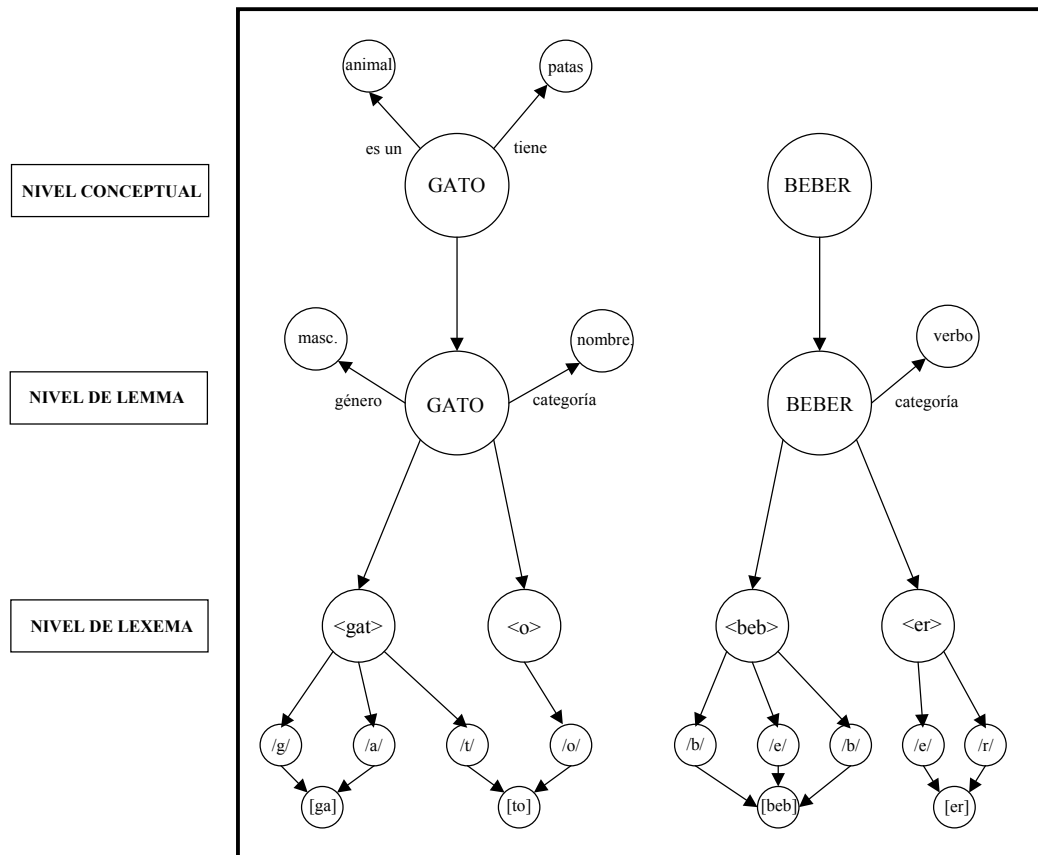 animal
patas
es un
tiene
NIVEL CONCEPTUAL
GATO
BEBER
masc.
nombre.
verbo
NIVEL DE LEMMA
género
GATO
categoría
BEBER
categoría
NIVEL DE LEXEMA
<gat>
<o>
<beb>
<er>
/g/
/a/
/t/
/o/
/b/
/e/
/b/
/e/
/r/
[ga]
[to]
[beb]
[er]